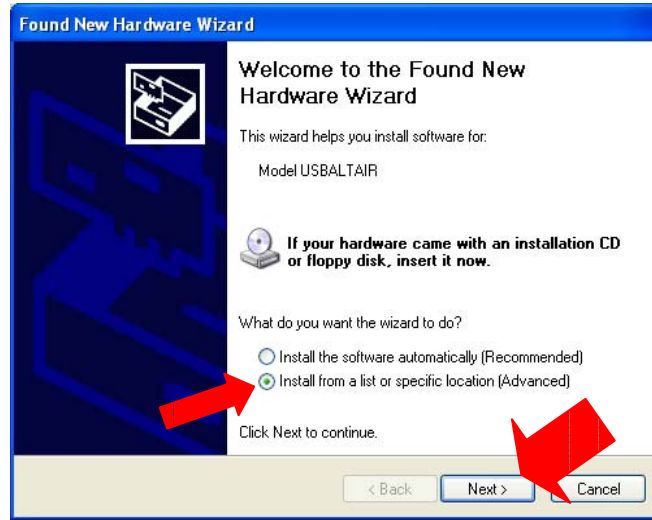 Found New Hardware Wizard
Welcome to the Found New
Hardware Wizard
This wizard helps you install software for:
Model USBALTAIR
If your hardware came with an installation CD
or floppy disk, insert it now.
What do you want the wizard to do?
Install the software automatically (Recommended)
Install from a list or specific location (Advanced)
Click Next to continue.
< Back Next > Cancel